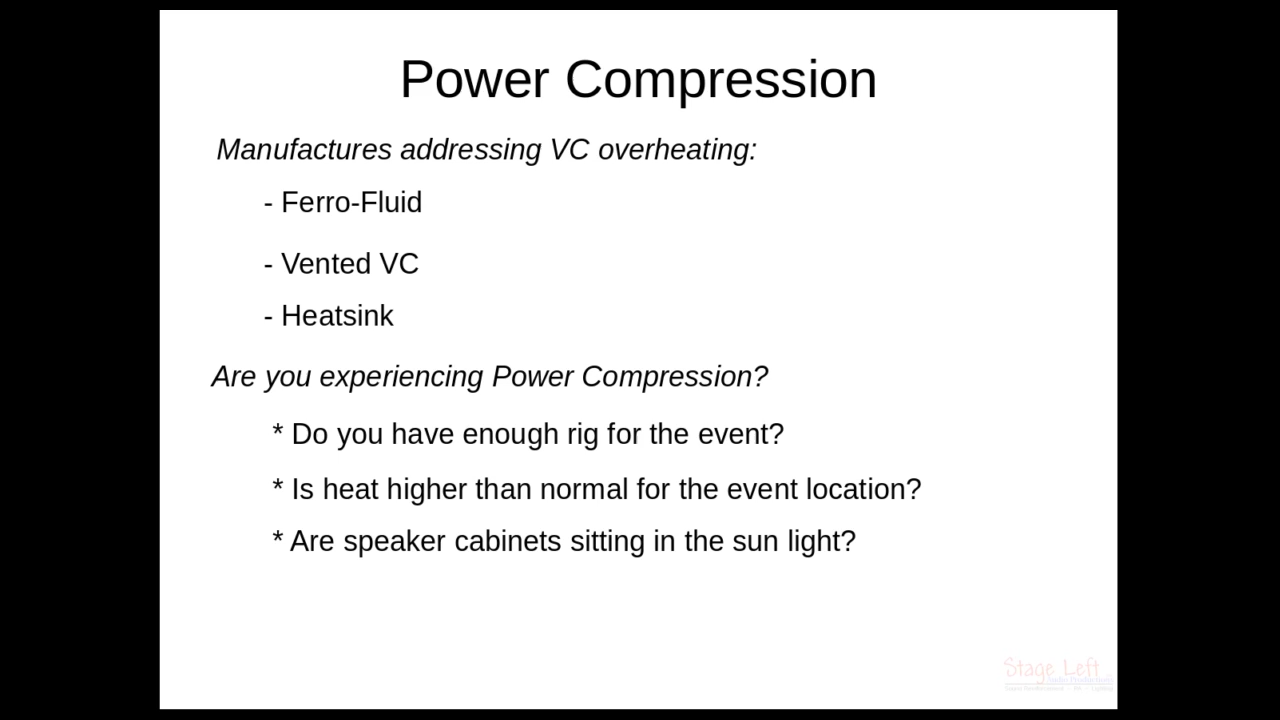 Power Compression
Manufactures addressing VC overheating:
- Ferro-Fluid
- Vented VC
- Heatsink
Are you experiencing Power Compression?
* Do you have enough rig for the event?
* Is heat higher than normal for the event location?
* Are speaker cabinets sitting in the sun light?
Stage Left